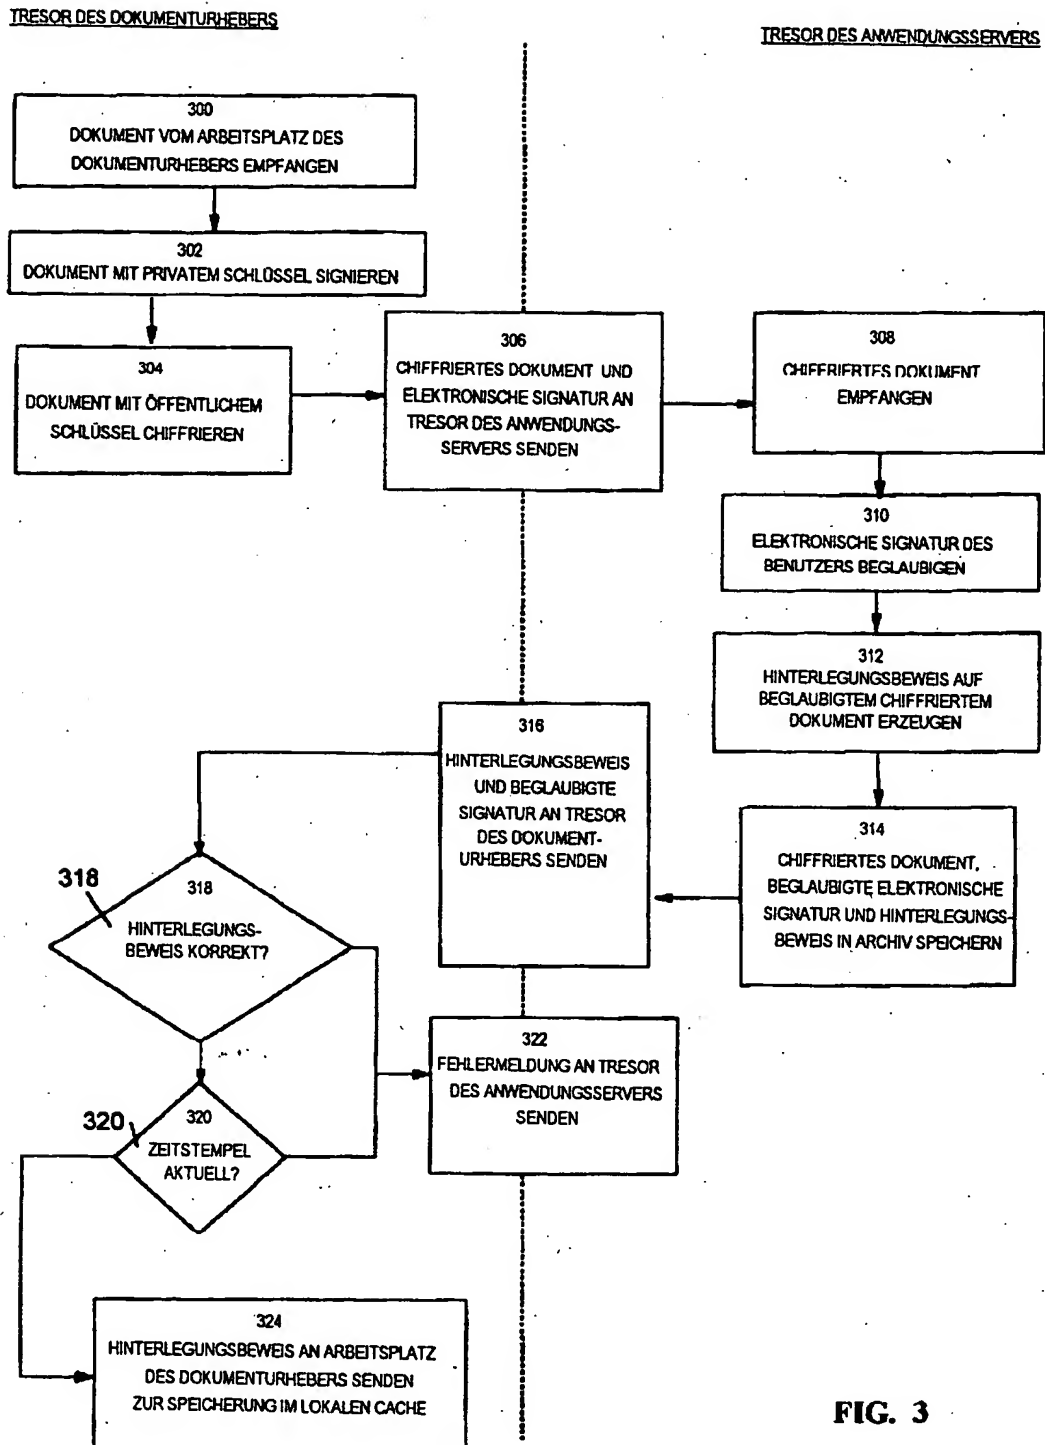 TRESOR DES DOKUMENTURHEBERS
TRESOR DES ANWENDUNGSSERVERS
300
DOKUMENT VOM ARBEITSPLATZ DES
DOKUMENTURHEBERS EMPFANGEN
302
DOKUMENT MIT PRIVATEM SCHLÜSSEL SIGNIEREN
304
DOKUMENT MIT ÖFFENTLICHEM
SCHLÜSSEL CHIFFRIEREN
306
CHIFFRIERTES DOKUMENT UND
ELEKTRONISCHE SIGNATUR AN
TRESOR DES ANWENDUNGS-
SERVERS SENDEN
308
CHIFFRIERTES DOKUMENT
EMPFANGEN
310
ELEKTRONISCHE SIGNATUR DES
BENUTZERS BEGLAUBIGEN
312
HINTERLEGUNGSBEWEIS AUF
BEGLAUBIGTEM CHIFFRIERTEM
DOKUMENT ERZEUGEN
314
CHIFFRIERTES DOKUMENT,
BEGLAUBIGTE ELEKTRONISCHE
SIGNATUR UND HINTERLEGUNGS-
BEWEIS IN ARCHIV SPEICHERN
316
HINTERLEGUNGSBEWEIS
UND BEGLAUBIGTE
SIGNATUR AN TRESOR
DES DOKUMENT-
URHEBERS SENDEN
318
318
HINTERLEGUNGS-
BEWEIS KORREKT?
320
320
ZEITSTEMPEL
AKTUELL?
322
FEHLERMELDUNG AN TRESOR
DES ANWENDUNGSSERVERS
SENDEN
324
HINTERLEGUNGSBEWEIS AN ARBEITSPLATZ
DES DOKUMENTURHEBERS SENDEN
ZUR SPEICHERUNG IM LOKALEN CACHE
FIG. 3